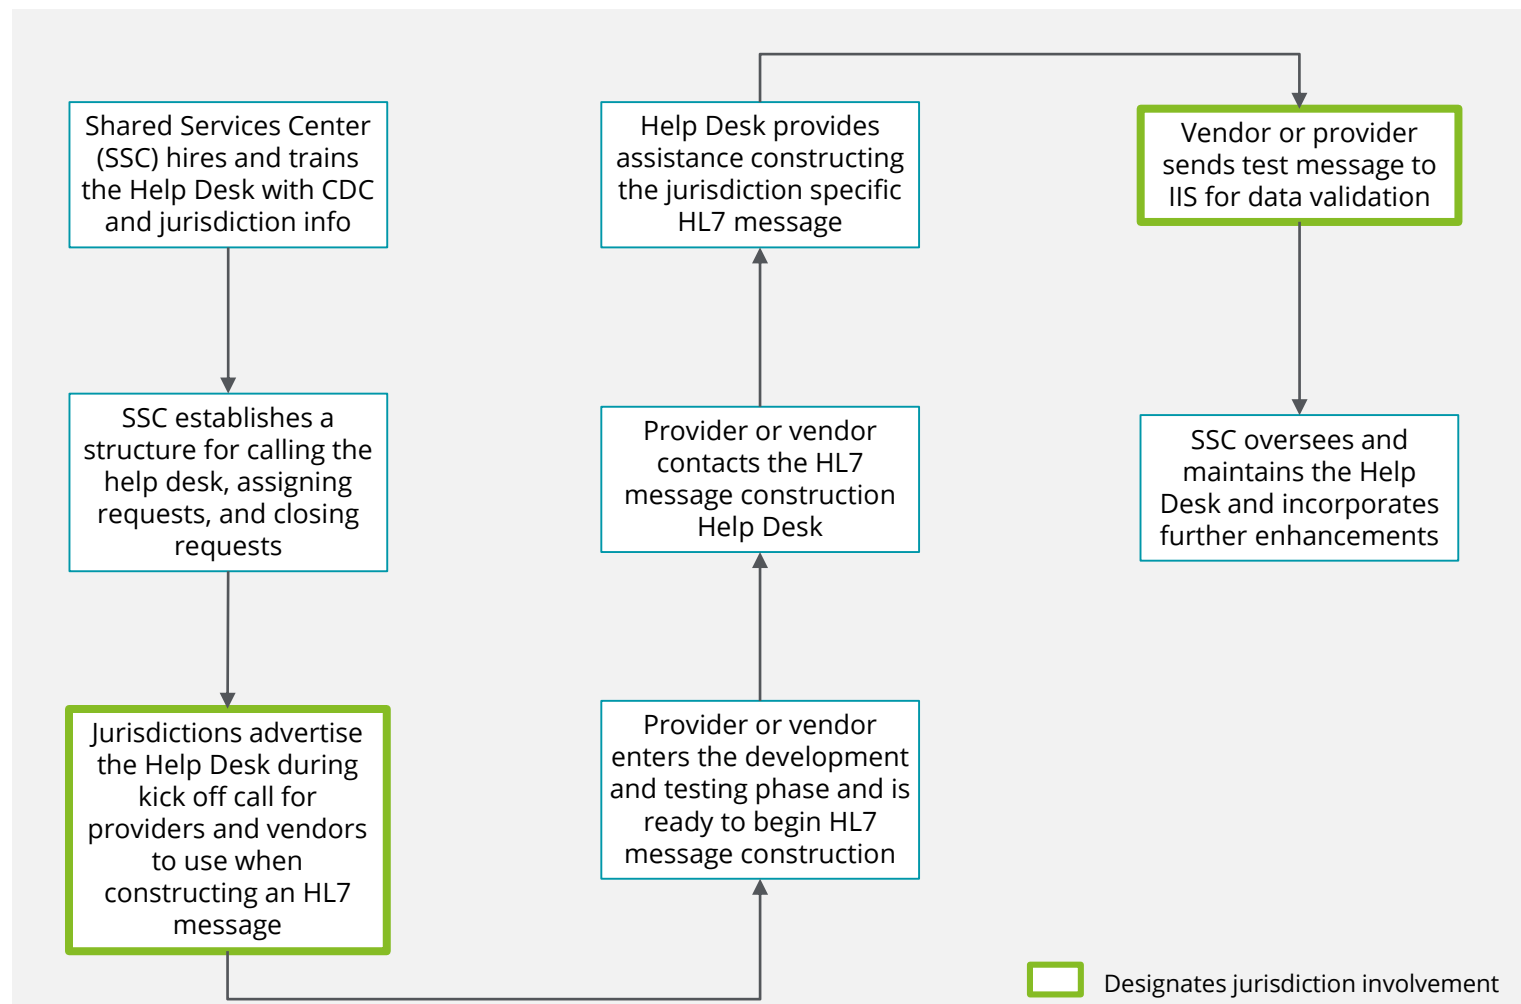 Shared Services Center
(SSC) hires and trains
the Help Desk with CDC
and jurisdiction info
SSC establishes a
structure for calling the
help desk, assigning
requests, and closing
requests
Jurisdictions advertise
the Help Desk during
kick off call for
providers and vendors
to use when
constructing an HL7
message
Provider or vendor
enters the development
and testing phase and is
ready to begin HL7
message construction
Provider or vendor
contacts the HL7
message construction
Help Desk
Help Desk provides
assistance constructing
the jurisdiction specific
HL7 message
Vendor or provider
sends test message to
IIS for data validation
SSC oversees and
maintains the Help
Desk and incorporates
further enhancements
Designates jurisdiction involvement